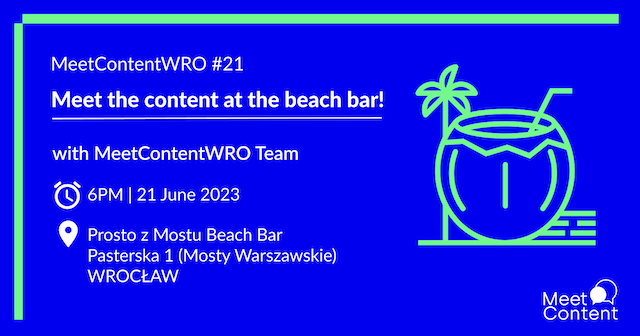 MeetContentWRO #21
Meet the content at the beach bar!
with MeetContentWRO Team
6PM | 21 June 2023
Prosto z Mostu Beach Bar
Pasterska 1 (Mosty Warszawskie)
WROCŁAW
Meet
Content